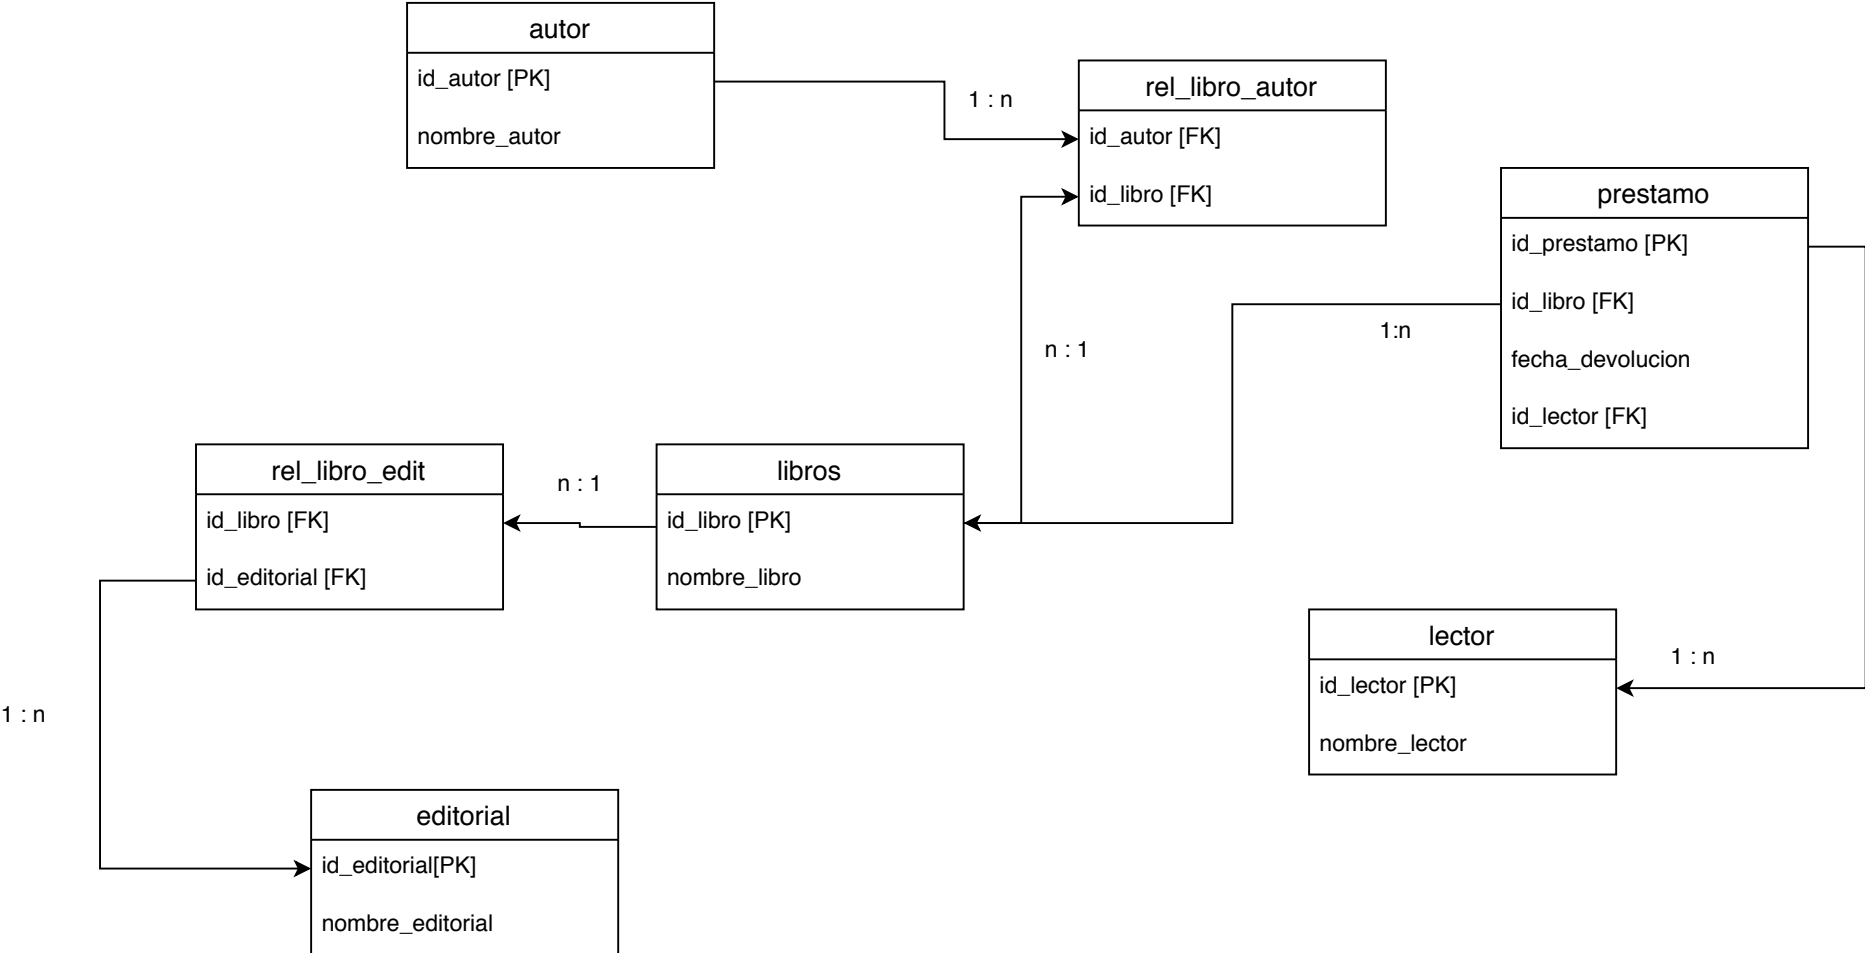 autor
id_autor [PK]
nombre_autor
1 : n
rel_libro_autor
id_autor [FK]
id_libro [FK]
prestamo
id_prestamo [PK]
id_libro [FK]
fecha_devolucion
id_lector [FK]
1:n
n : 1
rel_libro_edit
id_libro [FK]
id_editorial [FK]
n : 1
libros
id_libro [PK]
nombre_libro
lector
id_lector [PK]
nombre_lector
1 : n
1 : n
editorial
id_editorial[PK]
nombre_editorial